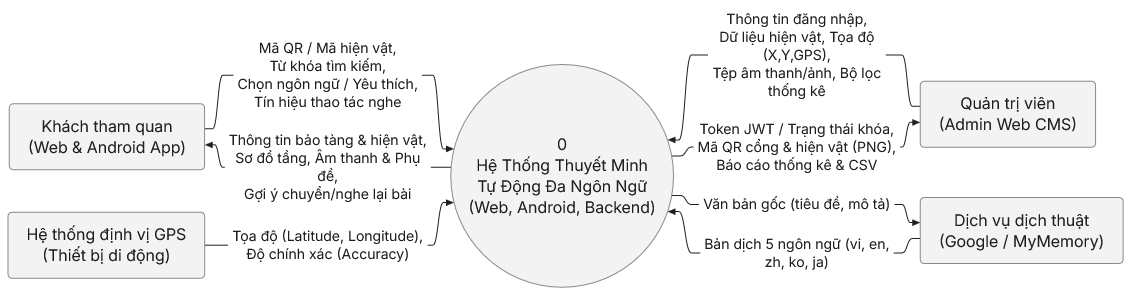 Khách tham quan
(Web & Android App)
Hệ thống định vị GPS
(Thiết bị di động)
Mã QR / Mã hiện vật,
Từ khóa tìm kiếm,
Chọn ngôn ngữ / Yêu thích,
Tín hiệu thao tác nghe
Thông tin bảo tàng & hiện vật,
Sơ đồ tầng, Âm thanh & Phụ
đề,
Gợi ý chuyển/nghe lại bài
Tọa độ (Latitude, Longitude),
Độ chính xác (Accuracy)
0
Hệ Thống Thuyết Minh
Tự Động Đa Ngôn Ngữ
(Web, Android, Backend)
Thông tin đăng nhập,
Dữ liệu hiện vật, Tọa độ
(X,Y,GPS),
Tệp âm thanh/ảnh, Bộ lọc
thống kê
Token JWT / Trạng thái khóa,
Mã QR cổng & hiện vật (PNG),
Báo cáo thống kê & CSV
Văn bản gốc (tiêu đề, mô tả)
Bản dịch 5 ngôn ngữ (vi, en,
zh, ko, ja)
Quản trị viên
(Admin Web CMS)
Dịch vụ dịch thuật
(Google / MyMemory)